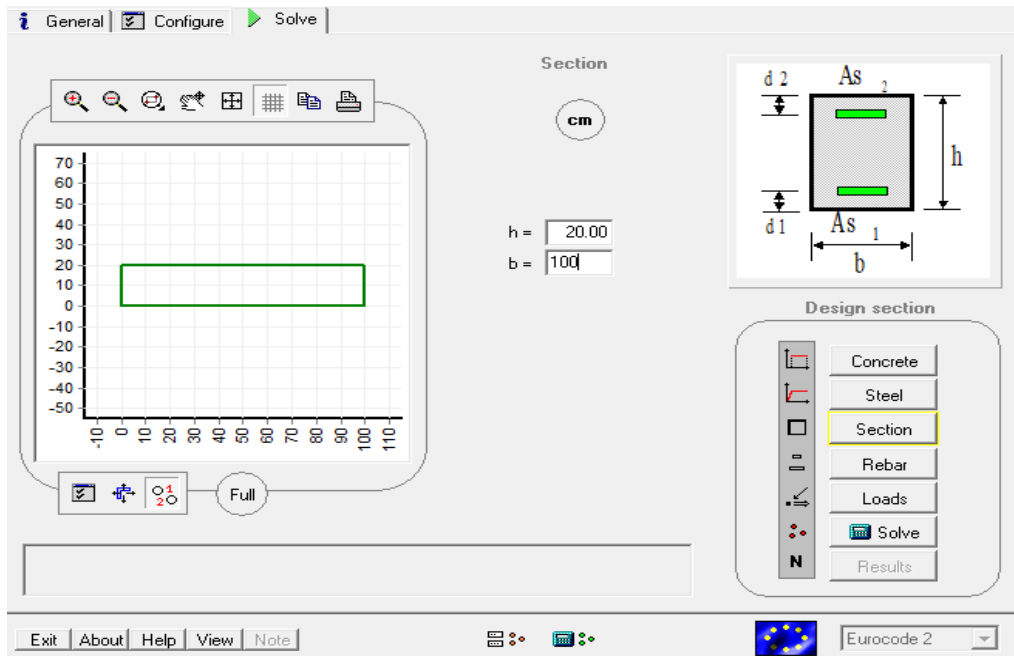 i General Configure Solve
Section
cm
70
60
50
40
30
20
10
0
-10
-20
-30
-40
-50
-10 0 10 20 30 40 50 60 70 80 90 100 110
h = 20.00
b = 100
d 2 As 2
h
d 1 As 1
b
Design section
Concrete
Steel
Section
Rebar
Loads
Solve
N Results
1
2
Full
Exit About Help View Note Eurocode 2